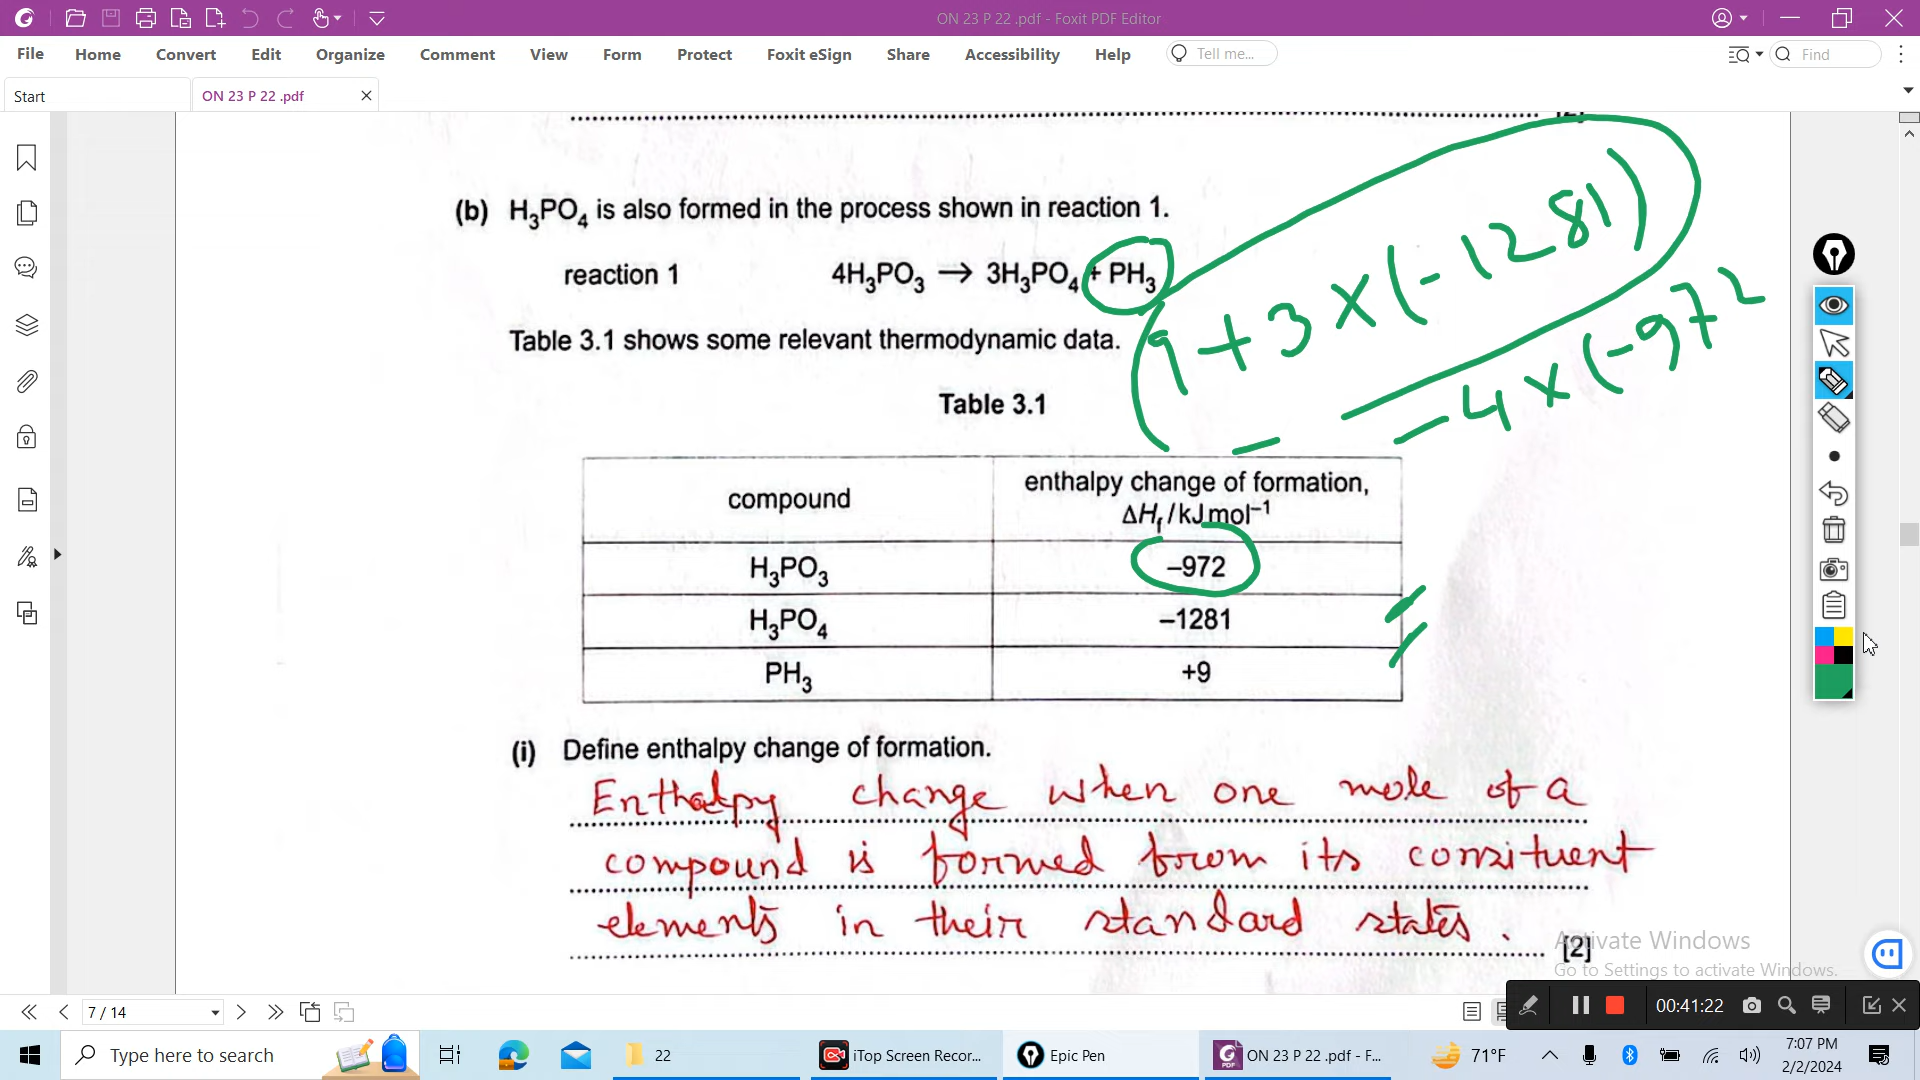 ON 23 P 22 .pdf - Foxit PDF Editor
File Home Convert Edit Organize Comment View Form Protect Foxit eSign Share Accessibility Help Tell me... Find
Start ON 23 P 22 .pdf
[2]
(b) H₃PO₄ is also formed in the process shown in reaction 1.
reaction 1 4H₃PO₃ → 3H₃PO₄ + PH₃
9 + 3 × (-1281)
Table 3.1 shows some relevant thermodynamic data.
- 4 × (-972
Table 3.1
compound enthalpy change of formation, ΔHf / kJ mol⁻¹
H₃PO₃ –972
H₃PO₄ –1281
PH₃ +9
(i) Define enthalpy change of formation.
Enthalpy change when one mole of a
compound is formed from its consituent
elements in their standard states.
[2]
Activate Windows
Go to Settings to activate Windows.
7 / 14
00:41:22
Type here to search 22 iTop Screen Recor... Epic Pen ON 23 P 22 .pdf - F... 71°F 7:07 PM
2/2/2024